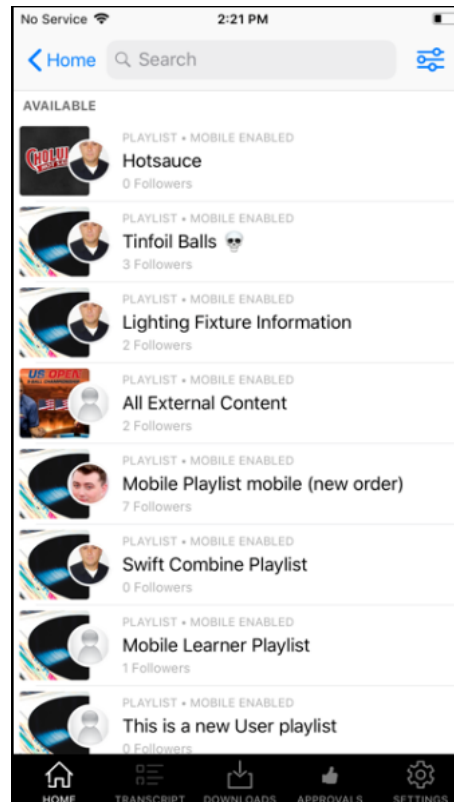 No Service 2:21 PM
Home Search
AVAILABLE
PLAYLIST • MOBILE ENABLED
Hotsauce
0 Followers
PLAYLIST • MOBILE ENABLED
Tinfoil Balls 💀
3 Followers
PLAYLIST • MOBILE ENABLED
Lighting Fixture Information
2 Followers
US OPEN
PLAYLIST • MOBILE ENABLED
All External Content
2 Followers
PLAYLIST • MOBILE ENABLED
Mobile Playlist mobile (new order)
7 Followers
PLAYLIST • MOBILE ENABLED
Swift Combine Playlist
0 Followers
PLAYLIST • MOBILE ENABLED
Mobile Learner Playlist
1 Followers
PLAYLIST • MOBILE ENABLED
This is a new User playlist
0 Followers
HOME TRANSCRIPT DOWNLOADS APPROVALS SETTINGS